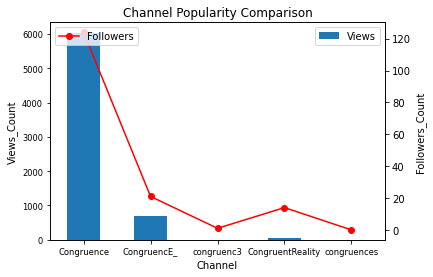 Channel Popularity Comparison
Followers
Views
6000
5000
4000
3000
2000
1000
0
Views_Count
120
100
80
60
40
20
0
Followers_Count
Congruence
CongruencE_
congruenc3
CongruentReality
congruences
Channel